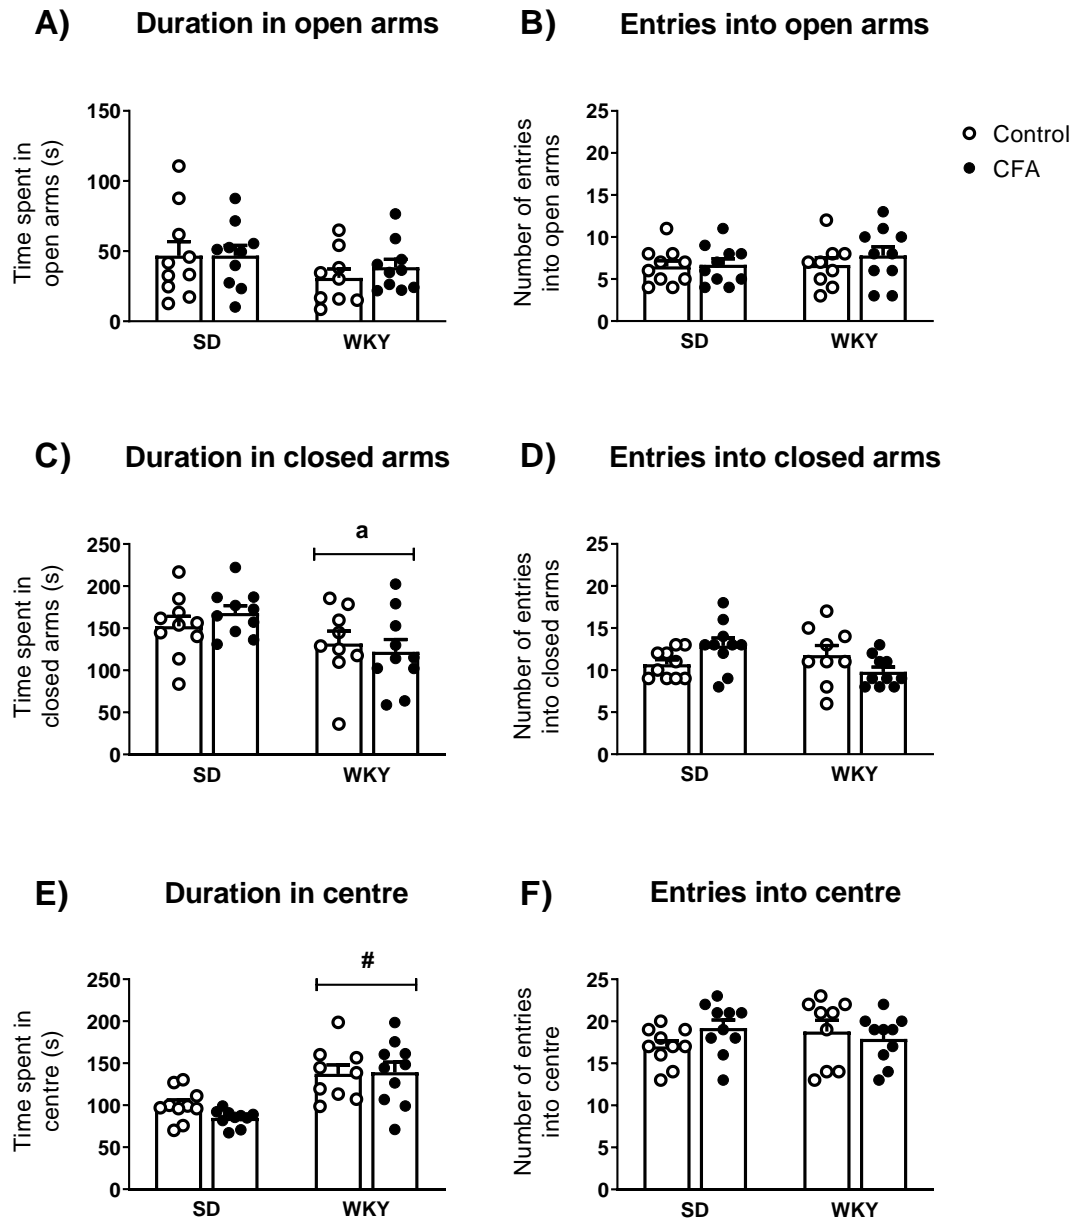 A) Duration in open arms
B) Entries into open arms
Time spent in
open arms (s)
150
100
50
0
SD
WKY
Number of entries
into open arms
25
20
15
10
5
0
SD
WKY
Control
CFA
C) Duration in closed arms
D) Entries into closed arms
Time spent in
closed arms (s)
250
200
150
100
50
0
a
SD
WKY
Number of entries
into closed arms
25
20
15
10
5
0
SD
WKY
E) Duration in centre
F) Entries into centre
Time spent in
centre (s)
250
200
150
100
50
0
#
SD
WKY
Number of entries
into centre
25
20
15
10
5
0
SD
WKY